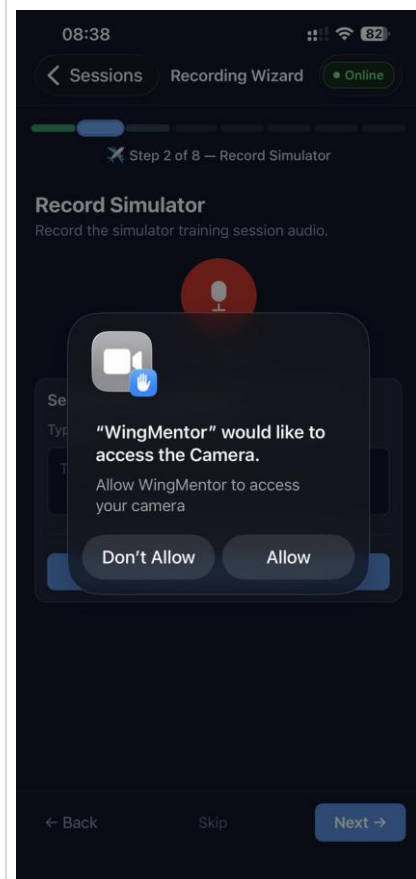 08:38
82
Sessions
Recording Wizard
Online
Step 2 of 8 — Record Simulator
Record Simulator
Record the simulator training session audio.
Se
Typ
T
“WingMentor” would like to
access the Camera.
Allow WingMentor to access
your camera
Don’t Allow
Allow
← Back
Skip
Next →